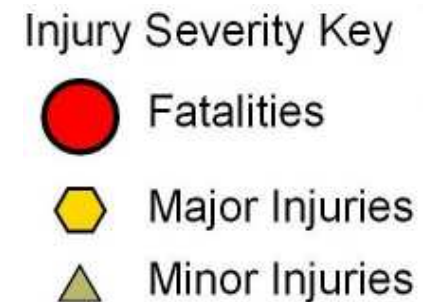 Injury Severity Key
Fatalities
Major Injuries
Minor Injuries